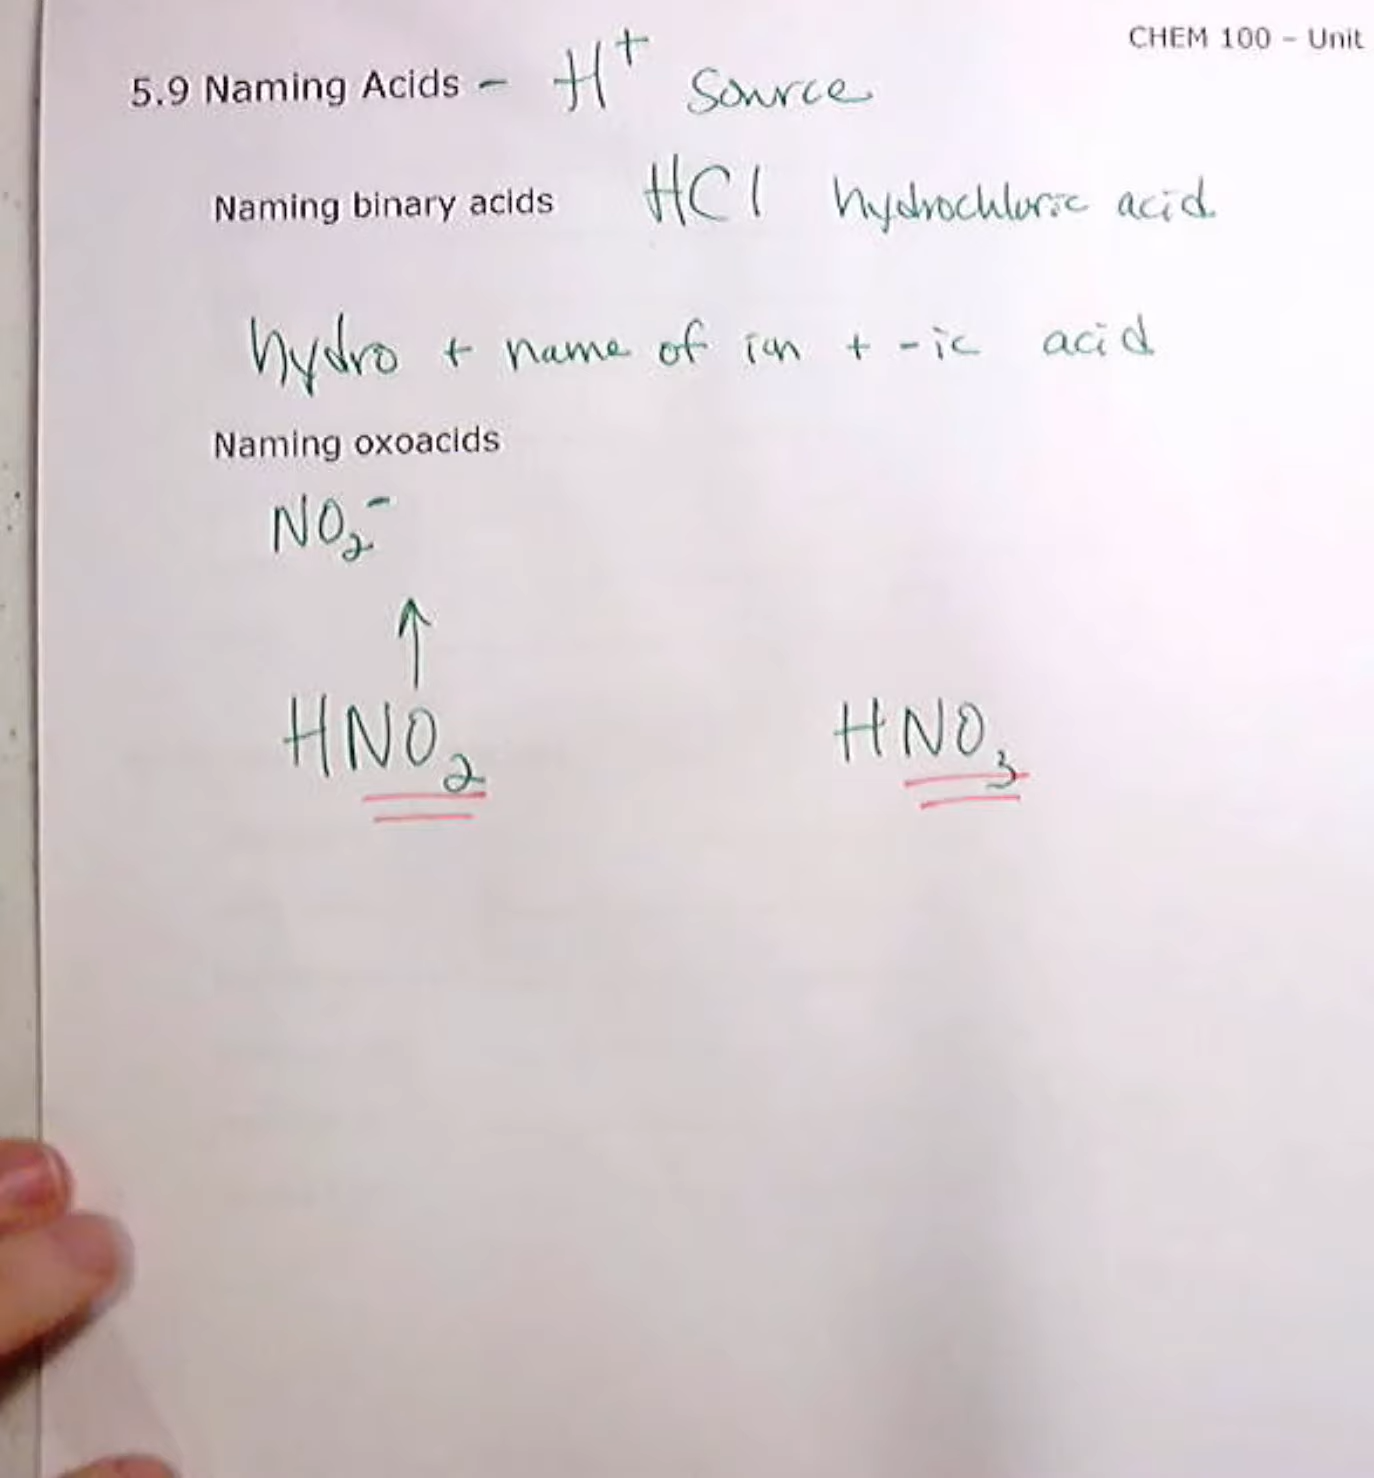 CHEM 100 – Unit
5.9 Naming Acids – H⁺ Source
Naming binary acids HCl hydrochloric acid
hydro + name of ion + -ic acid
Naming oxoacids
NO₂⁻
↑
HNO₂ HNO₃